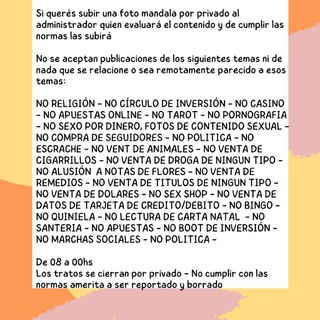 Si querés subir una foto mandala por privado al
administrador quien evaluará el contenido y de cumplir las
normas las subirá
No se aceptan publicaciones de los siguientes temas ni de
nada que se relacione o sea remotamente parecido a esos
temas:
NO RELIGIÓN - NO CÍRCULO DE INVERSIÓN - NO CASINO
- NO APUESTAS ONLINE - NO TAROT - NO PORNOGRAFIA
- NO SEXO POR DINERO, FOTOS DE CONTENIDO SEXUAL -
NO COMPRA DE SEGUIDORES - NO POLITICA - NO
ESCRACHE - NO VENT DE ANIMALES - NO VENTA DE
CIGARRILLOS - NO VENTA DE DROGA DE NINGUN TIPO -
NO ALUSIÓN A NOTAS DE FLORES - NO VENTA DE
REMEDIOS - NO VENTA DE TITULOS DE NINGUN TIPO -
NO VENTA DE DOLARES - NO SEX SHOP - NO VENTA DE
DATOS DE TARJETA DE CREDITO/DEBITO - NO BINGO -
NO QUINIELA - NO LECTURA DE CARTA NATAL - NO
SANTERIA - NO APUESTAS - NO BOOT DE INVERSIÓN -
NO MARCHAS SOCIALES - NO POLITICA -
De 08 a 00hs
Los tratos se cierran por privado - No cumplir con las
normas amerita a ser reportado y borrado